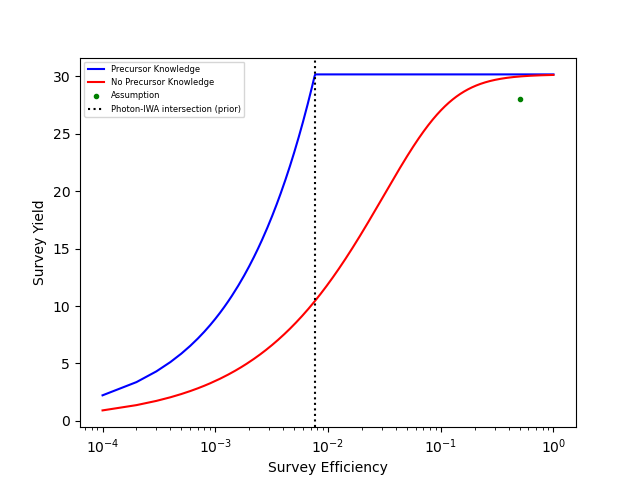 Precursor Knowledge
No Precursor Knowledge
Assumption
Photon-IWA intersection (prior)
30
25
20
15
10
5
0
Survey Yield
10⁻⁴ 10⁻³ 10⁻² 10⁻¹ 10⁰
Survey Efficiency